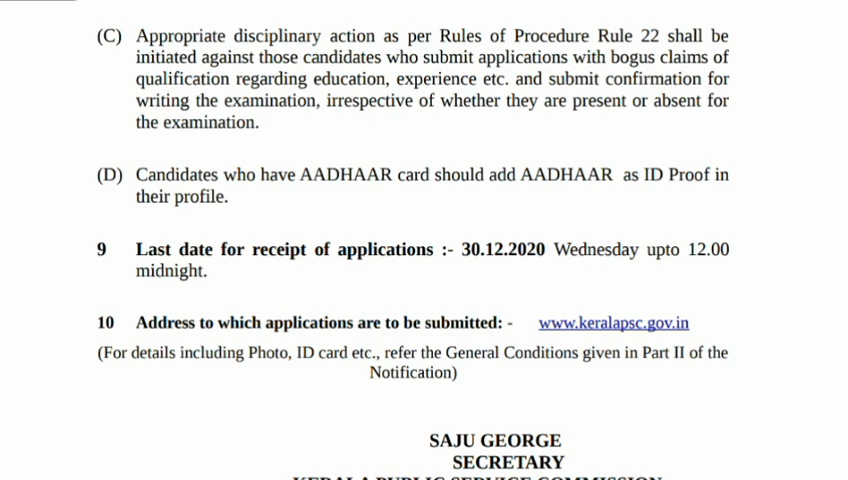 (C) Appropriate disciplinary action as per Rules of Procedure Rule 22 shall be
initiated against those candidates who submit applications with bogus claims of
qualification regarding education, experience etc. and submit confirmation for
writing the examination, irrespective of whether they are present or absent for
the examination.
(D) Candidates who have AADHAAR card should add AADHAAR as ID Proof in
their profile.
9 Last date for receipt of applications :- 30.12.2020 Wednesday upto 12.00
midnight.
10 Address to which applications are to be submitted: - www.keralapsc.gov.in
(For details including Photo, ID card etc., refer the General Conditions given in Part II of the
Notification)
SAJU GEORGE
SECRETARY
KERALA PUBLIC SERVICE COMMISSION